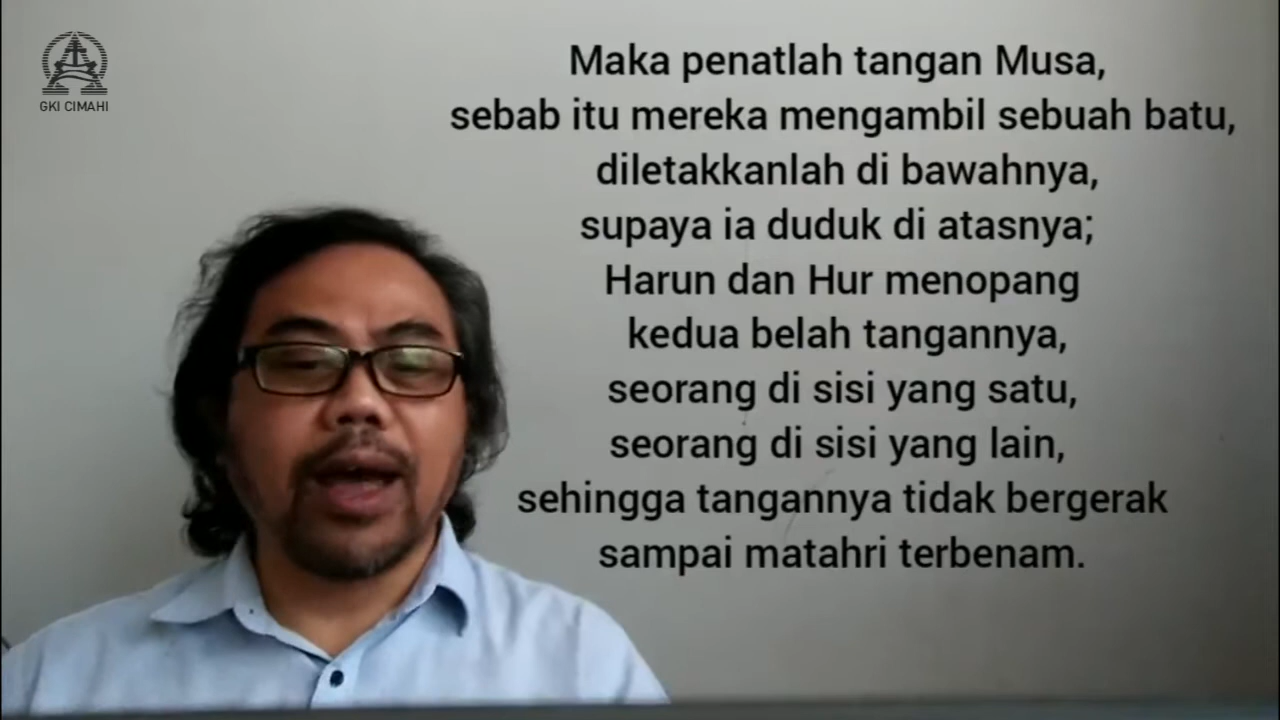 GKI CIMAHI
Maka penatlah tangan Musa,
sebab itu mereka mengambil sebuah batu,
diletakkanlah di bawahnya,
supaya ia duduk di atasnya;
Harun dan Hur menopang
kedua belah tangannya,
seorang di sisi yang satu,
seorang di sisi yang lain,
sehingga tangannya tidak bergerak
sampai matahri terbenam.